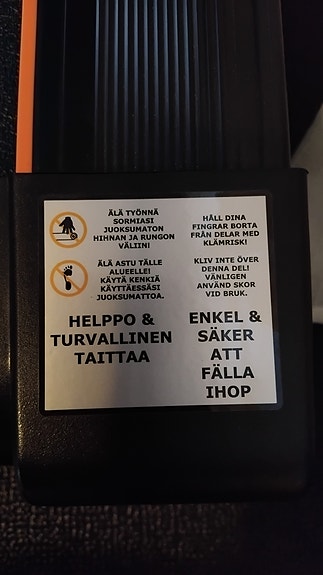 ÄLÄ TYÖNNÄ
SORMIASI
JUOKSUMATON
HIHNAN JA RUNGON
VÄLIIN!
HÅLL DINA
FINGRAR BORTA
FRÅN DELAR MED
KLÄMRISK!
ÄLÄ ASTU TÄLLE
ALUEELLE!
KÄYTÄ KENKIÄ
KÄYTTÄESSÄSI
JUOKSUMATTOA.
KLIV INTE ÖVER
DENNA DEL!
VÄNLIGEN
ANVÄND SKOR
VID BRUK.
HELPPO &
TURVALLINEN
TAITTAA
ENKEL &
SÄKER
ATT
FÄLLA
IHOP